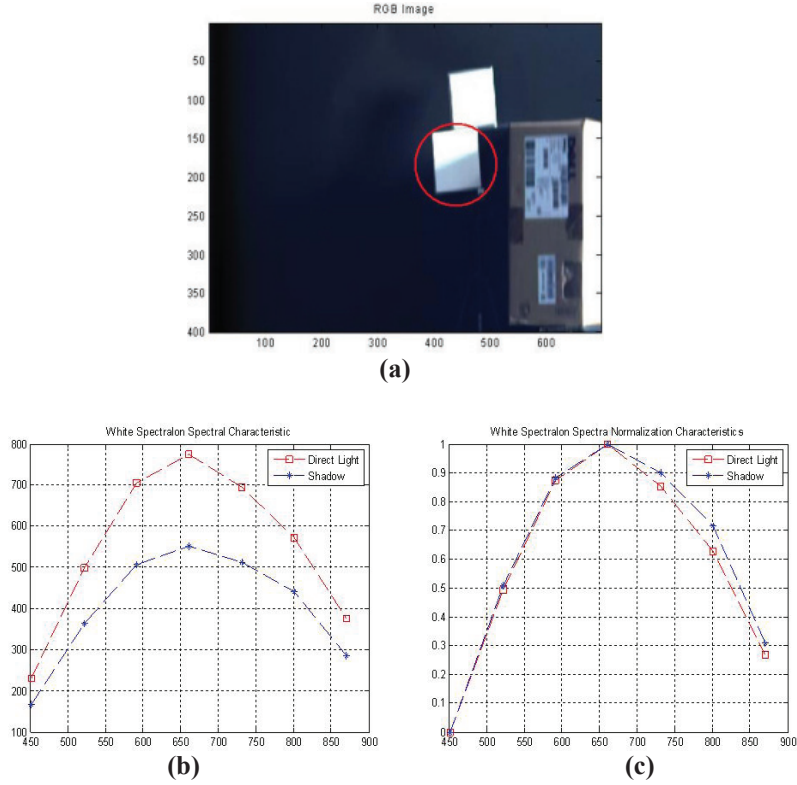 RGB Image
50
100
150
200
250
300
350
400
100 200 300 400 500 600
(a)
White Spectralon Spectral Characteristic
800
700
600
500
400
300
200
100
450 500 550 600 650 700 750 800 850 900
Direct Light
Shadow
(b)
White Spectralon Spectra Normalization Characteristics
1
0.9
0.8
0.7
0.6
0.5
0.4
0.3
0.2
0.1
0
450 500 550 600 650 700 750 800 850 900
Direct Light
Shadow
(c)